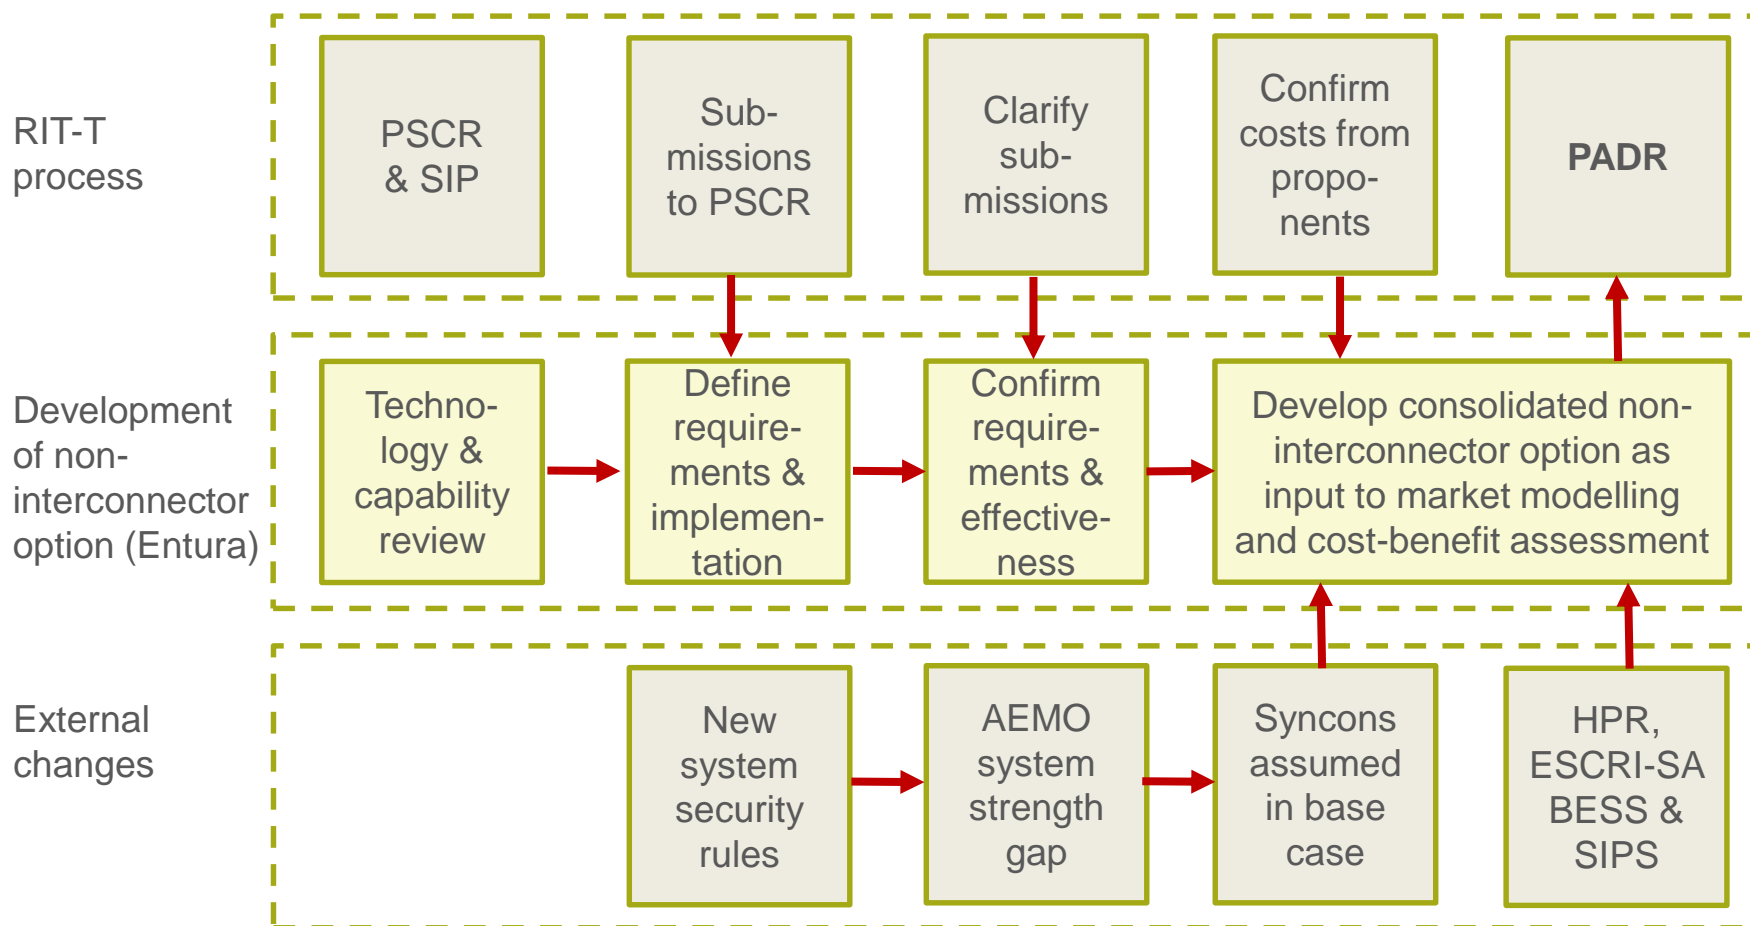 RIT-T
process
PSCR
& SIP
Sub-
missions
to PSCR
Clarify
sub-
missions
Confirm
costs from
propo-
nents
PADR
Development
of non-
interconnector
option (Entura)
Techno-
logy &
capability
review
Define
require-
ments &
implemen-
tation
Confirm
require-
ments &
effective-
ness
Develop consolidated non-
interconnector option as
input to market modelling
and cost-benefit assessment
External
changes
New
system
security
rules
AEMO
system
strength
gap
Syncons
assumed
in base
case
HPR,
ESCRI-SA
BESS &
SIPS